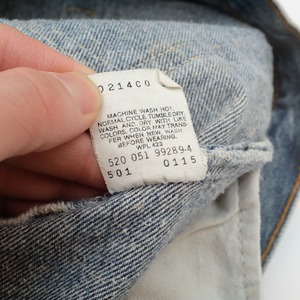 0214C0
MACHINE WASH HOT,
NORMAL CYCLE, TUMBLE DRY.
WASH AND DRY WITH LIKE
COLORS. COLOR MAY TRANS-
FER WHEN NEW. WASH
BEFORE WEARING.
WPL 423
520 051 99289-4
501 0115